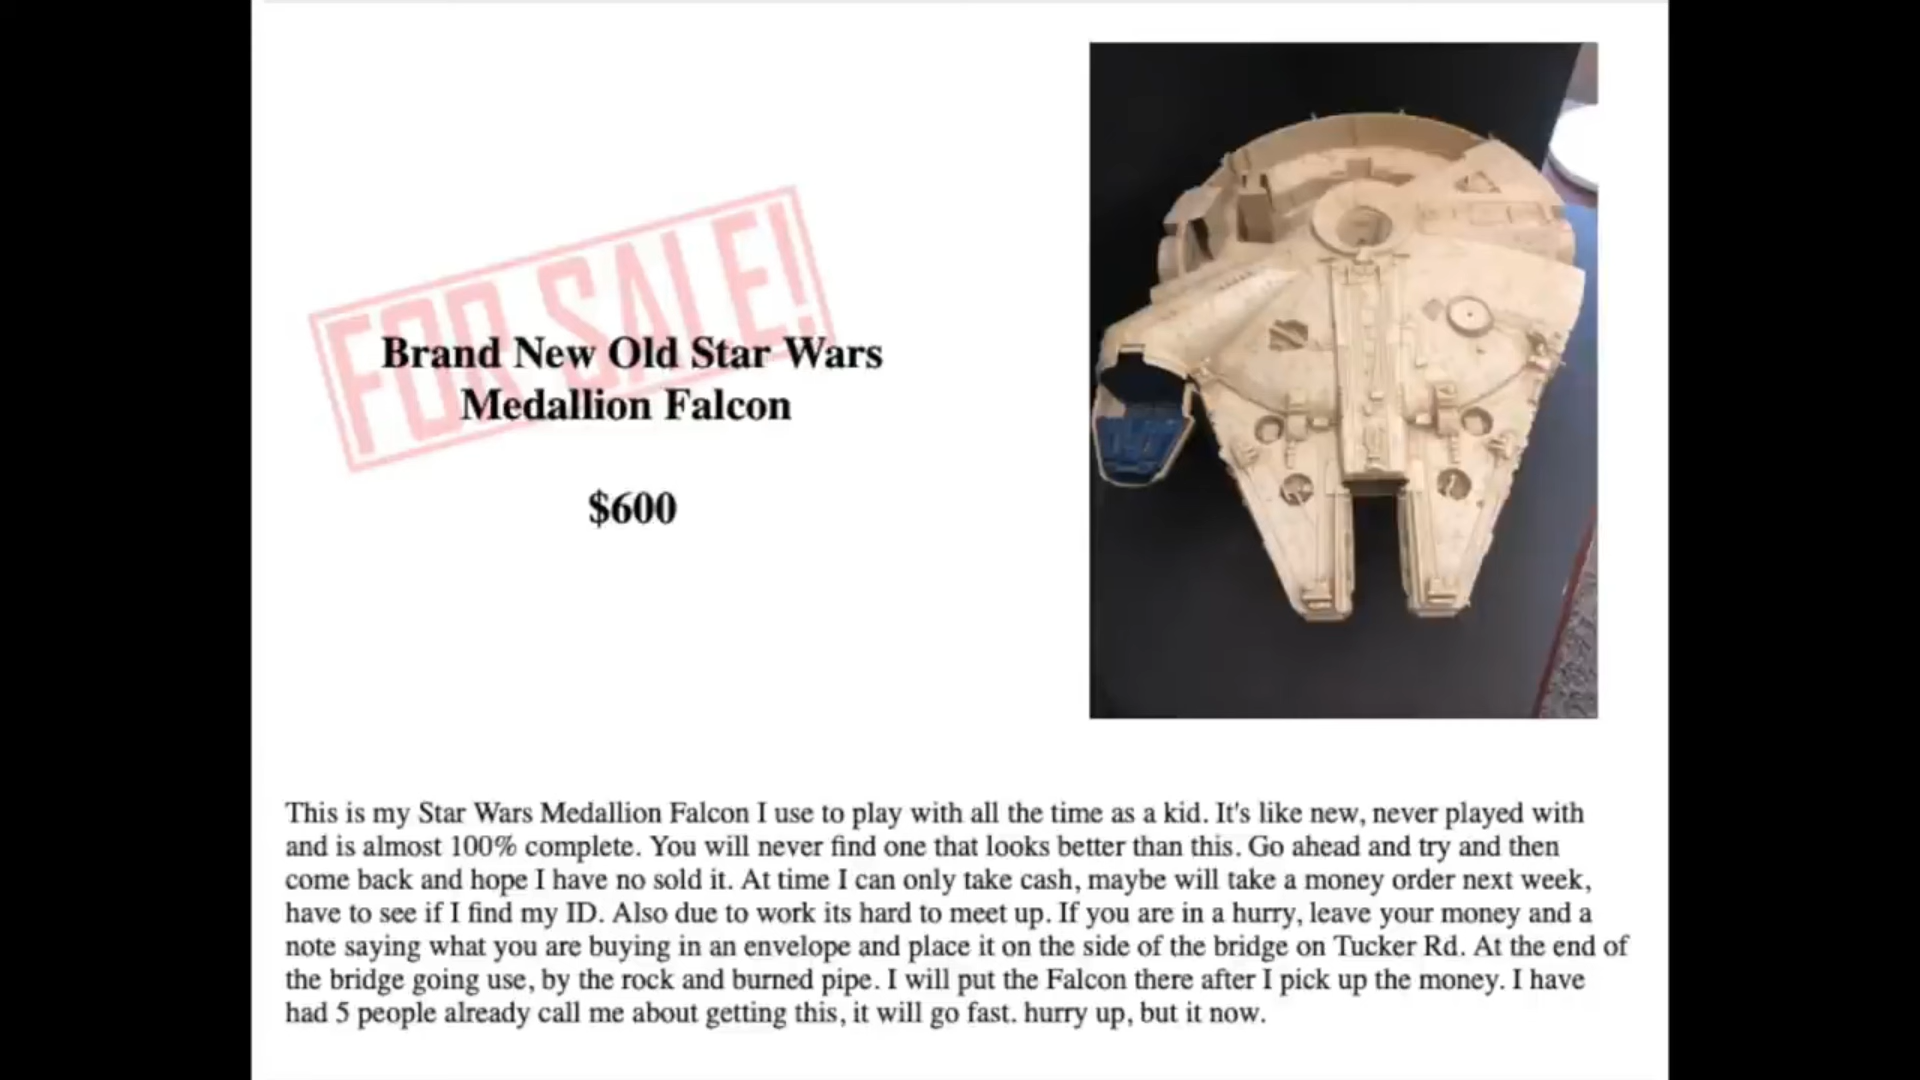 FOR SALE!
Brand New Old Star Wars
Medallion Falcon
$600
This is my Star Wars Medallion Falcon I use to play with all the time as a kid. It's like new, never played with
and is almost 100% complete. You will never find one that looks better than this. Go ahead and try and then
come back and hope I have no sold it. At time I can only take cash, maybe will take a money order next week,
have to see if I find my ID. Also due to work its hard to meet up. If you are in a hurry, leave your money and a
note saying what you are buying in an envelope and place it on the side of the bridge on Tucker Rd. At the end of
the bridge going use, by the rock and burned pipe. I will put the Falcon there after I pick up the money. I have
had 5 people already call me about getting this, it will go fast. hurry up, but it now.